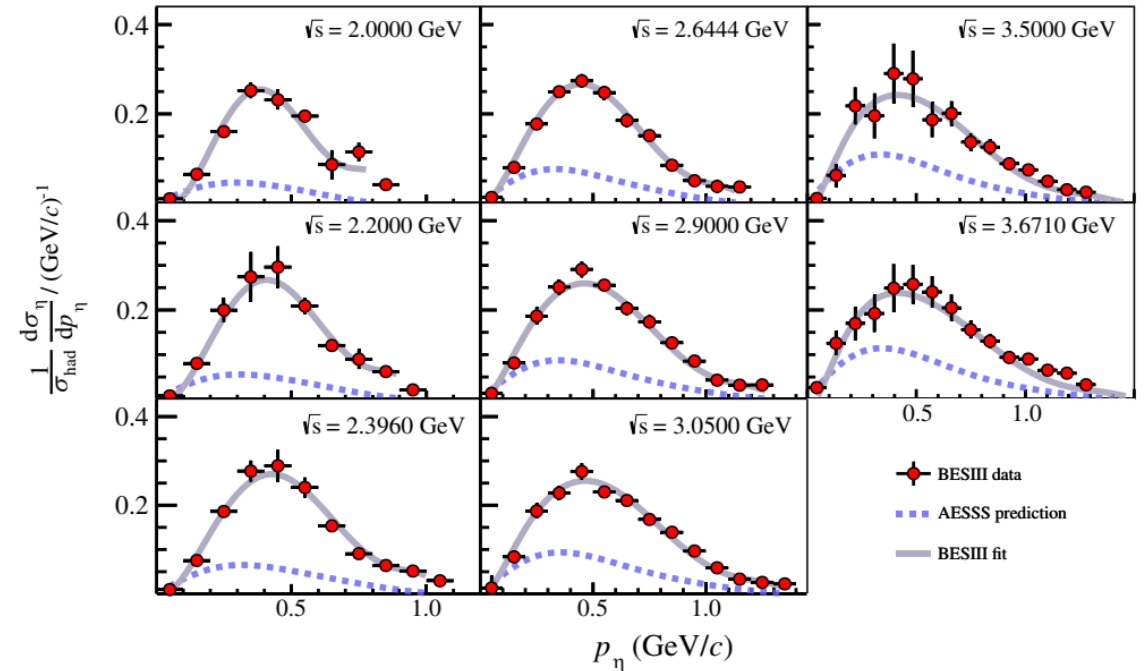 0.4
0.2
√s = 2.0000 GeV
√s = 2.6444 GeV
√s = 3.5000 GeV
0.4
0.2
√s = 2.2000 GeV
√s = 2.9000 GeV
√s = 3.6710 GeV
0.5 1.0
0.4
0.2
√s = 2.3960 GeV
√s = 3.0500 GeV
0.5 1.0
0.5 1.0
1/σhad dση/dpη / (GeV/c)⁻¹
pη (GeV/c)
BESIII data
AESSS prediction
BESIII fit